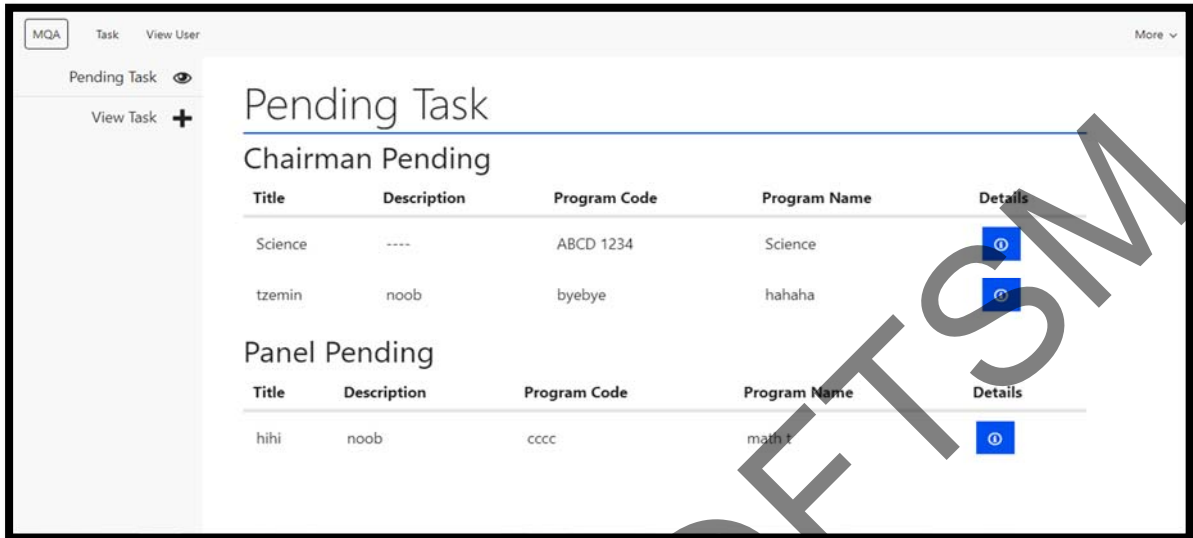 MQA Task View User More
Pending Task
View Task
Pending Task
Chairman Pending
Title Description Program Code Program Name Details
Science ---- ABCD 1234 Science
tzemin noob byebye hahaha
Panel Pending
Title Description Program Code Program Name Details
hihi noob cccc math t
FTSM